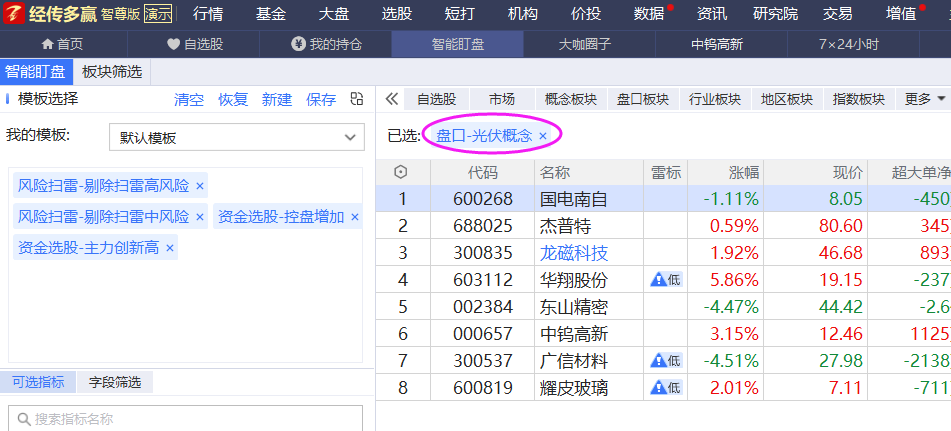 经传多赢 智尊版 演示 行情 基金 大盘 选股 短打 机构 价投 数据 资讯 研究院 交易 增值
首页 自选股 我的持仓 智能盯盘 大咖圈子 中钨高新 7×24小时
智能盯盘 板块筛选
模板选择 清空 恢复 新建 保存
自选股 市场 概念板块 盘口板块 行业板块 地区板块 指数板块 更多
我的模板: 默认模板
已选: 盘口-光伏概念 ×
风险扫雷-剔除扫雷高风险 ×
风险扫雷-剔除扫雷中风险 × 资金选股-控盘增加 ×
资金选股-主力创新高 ×
代码 名称 雷标 涨幅 现价 超大单净
1 600268 国电南自 -1.11% 8.05 -450
2 688025 杰普特 0.59% 80.60 345
3 300835 龙磁科技 1.92% 46.68 893
4 603112 华翔股份 低 5.86% 19.15 -237
5 002384 东山精密 -4.47% 44.42 -2.6
6 000657 中钨高新 3.15% 12.46 1125
7 300537 广信材料 低 -4.51% 27.98 -2138
8 600819 耀皮玻璃 低 2.01% 7.11 -711
可选指标 字段筛选
搜索指标名称